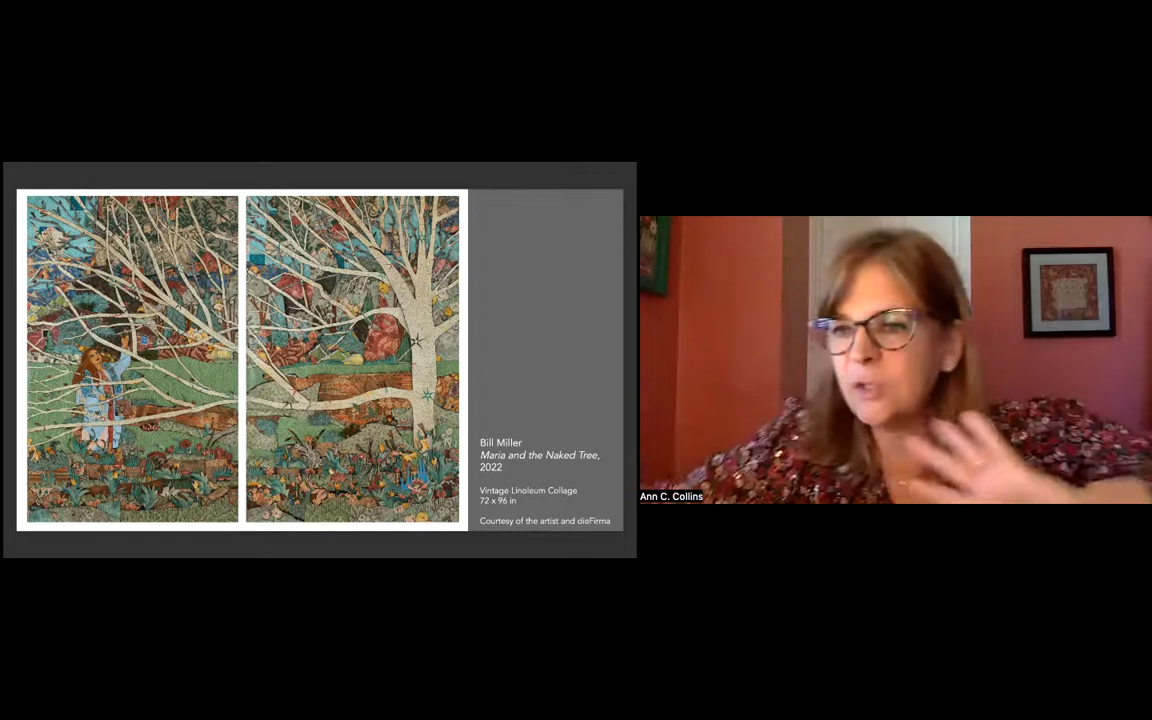 Bill Miller
Maria and the Naked Tree,
2022
Vintage Linoleum Collage
72 x 96 in
Courtesy of the artist and dieFirma
Ann C. Collins